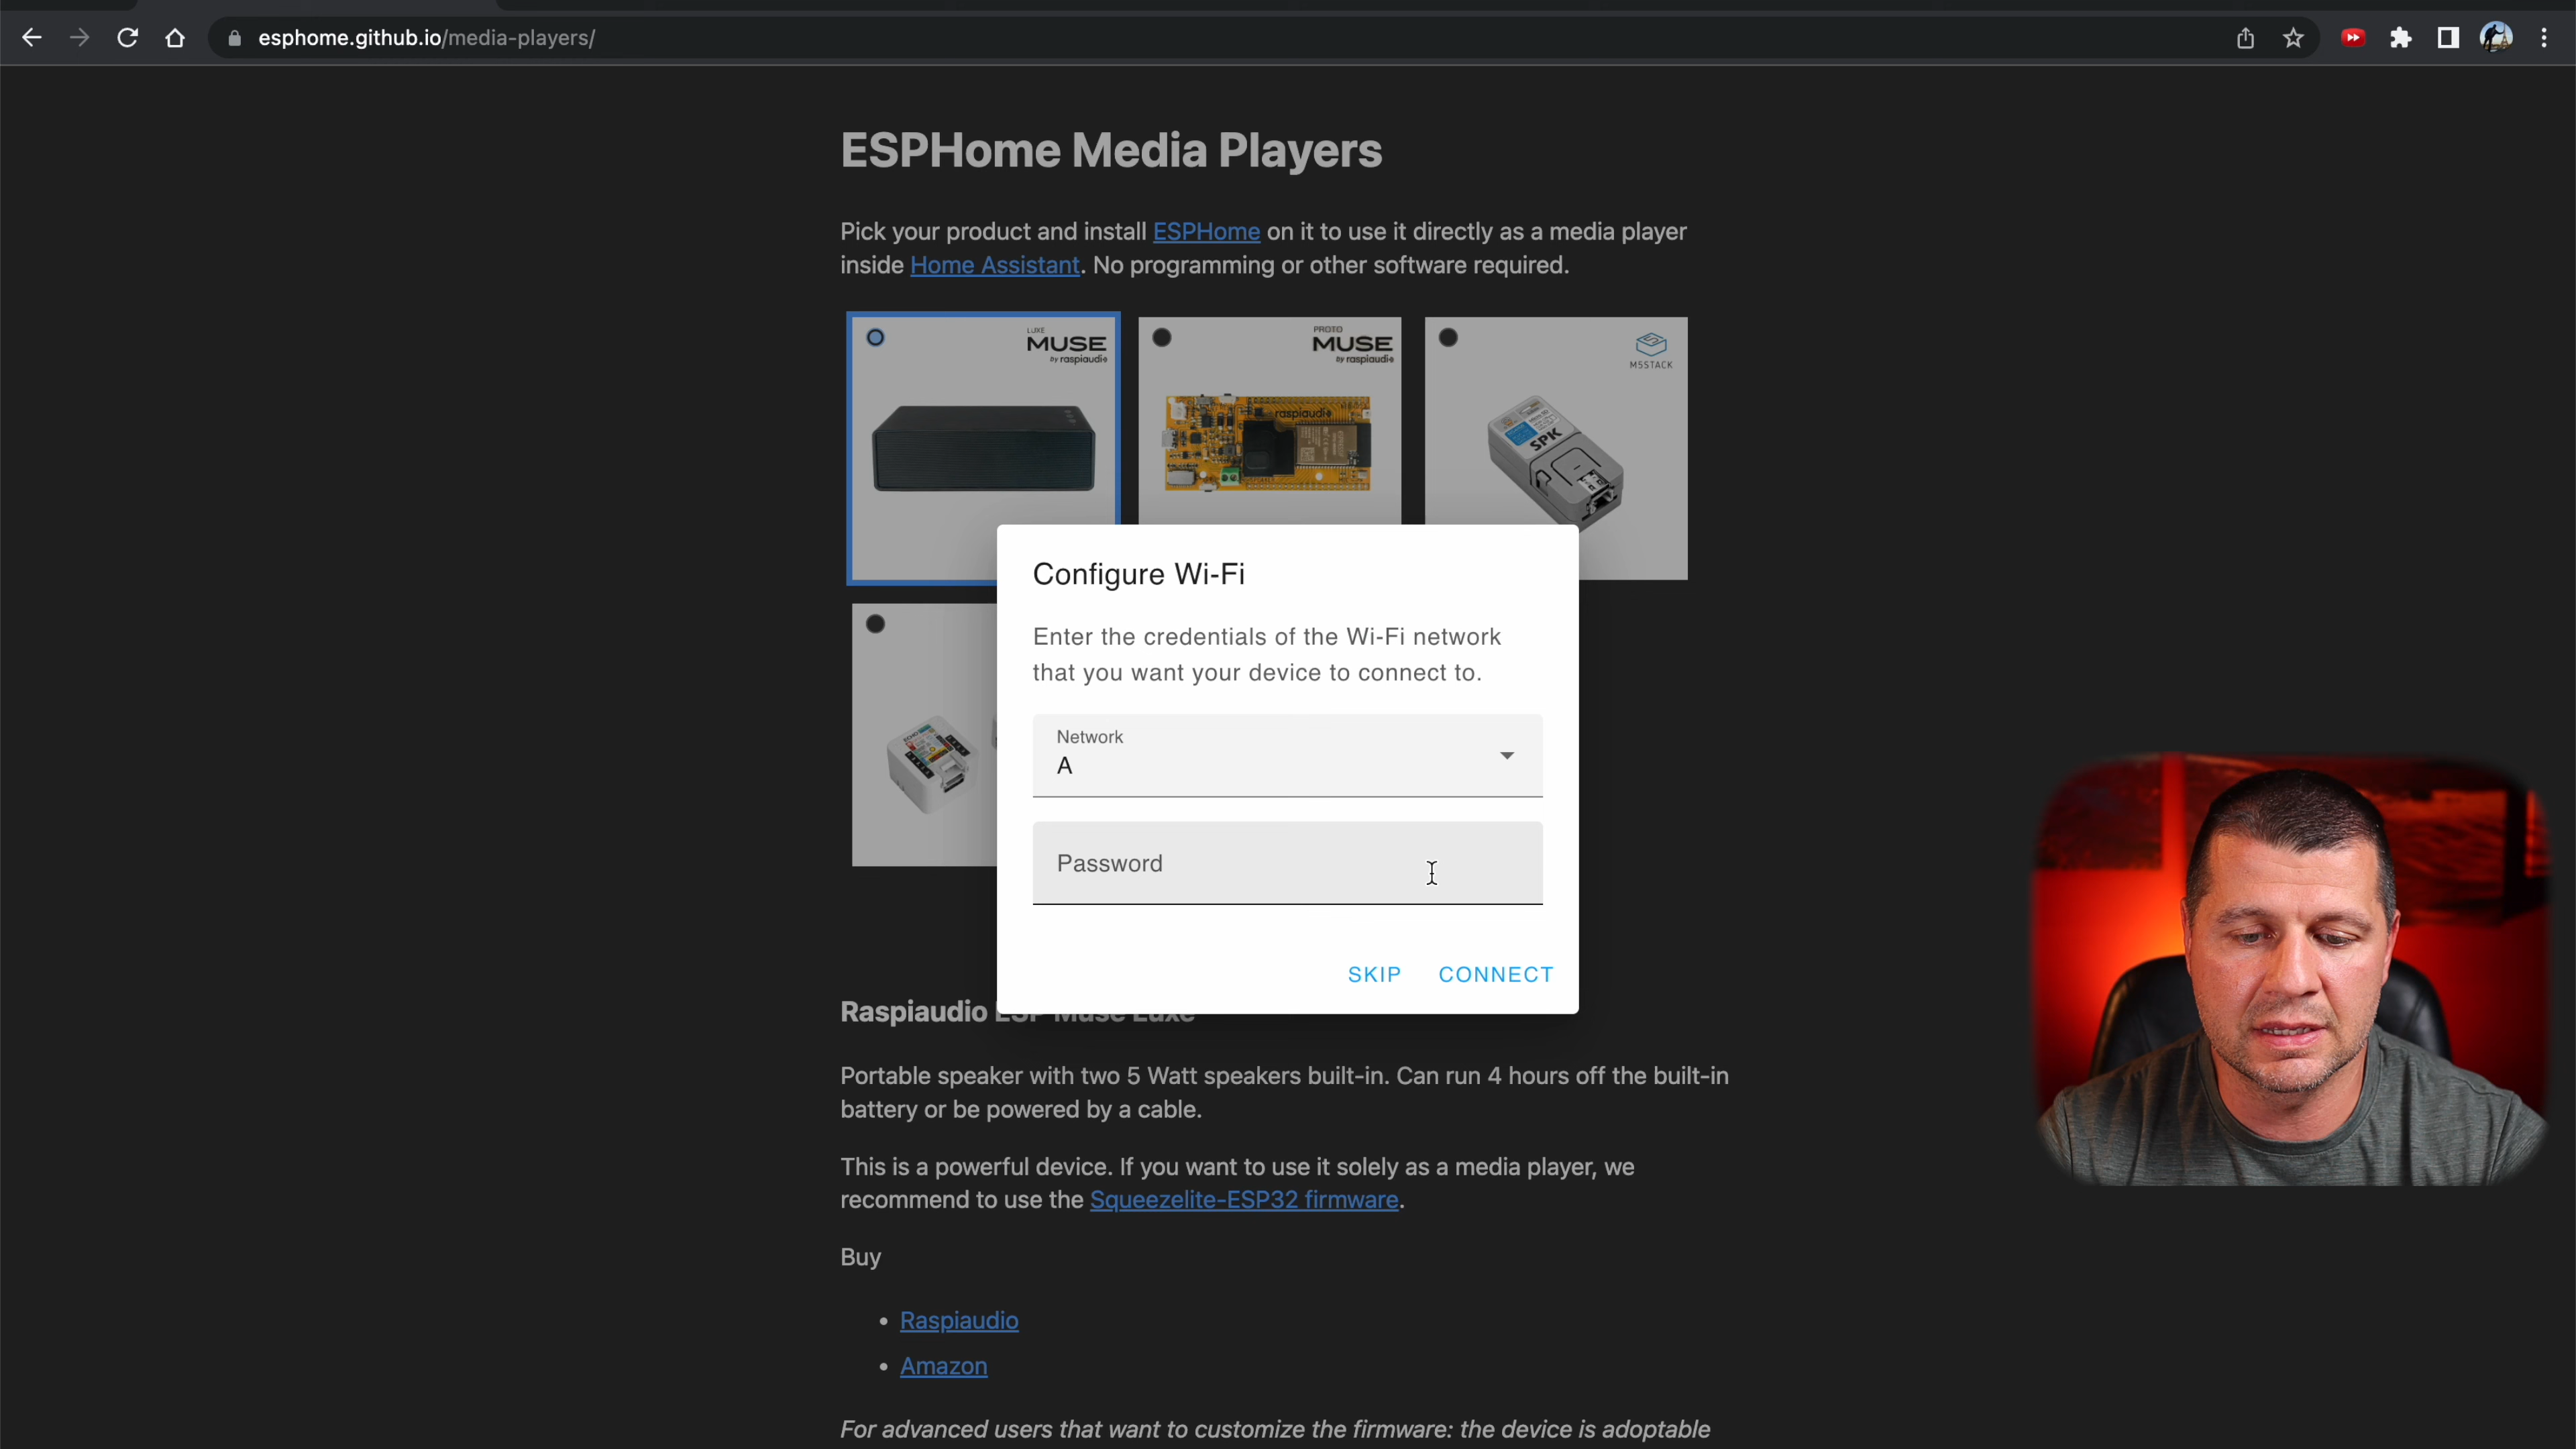 esphome.github.io/media-players/
ESPHome Media Players
Pick your product and install ESPHome on it to use it directly as a media player
inside Home Assistant. No programming or other software required.
LUXE
MUSE
by raspiaudio
PROTO
MUSE
by raspiaudio
M5STACK
raspiaudio
SPK
Configure Wi-Fi
Enter the credentials of the Wi-Fi network
that you want your device to connect to.
Network
A
Password
SKIP CONNECT
Raspiaudio ESP Muse Luxe
Portable speaker with two 5 Watt speakers built-in. Can run 4 hours off the built-in
battery or be powered by a cable.
This is a powerful device. If you want to use it solely as a media player, we
recommend to use the Squeezelite-ESP32 firmware.
Buy
• Raspiaudio
• Amazon
For advanced users that want to customize the firmware: the device is adoptable